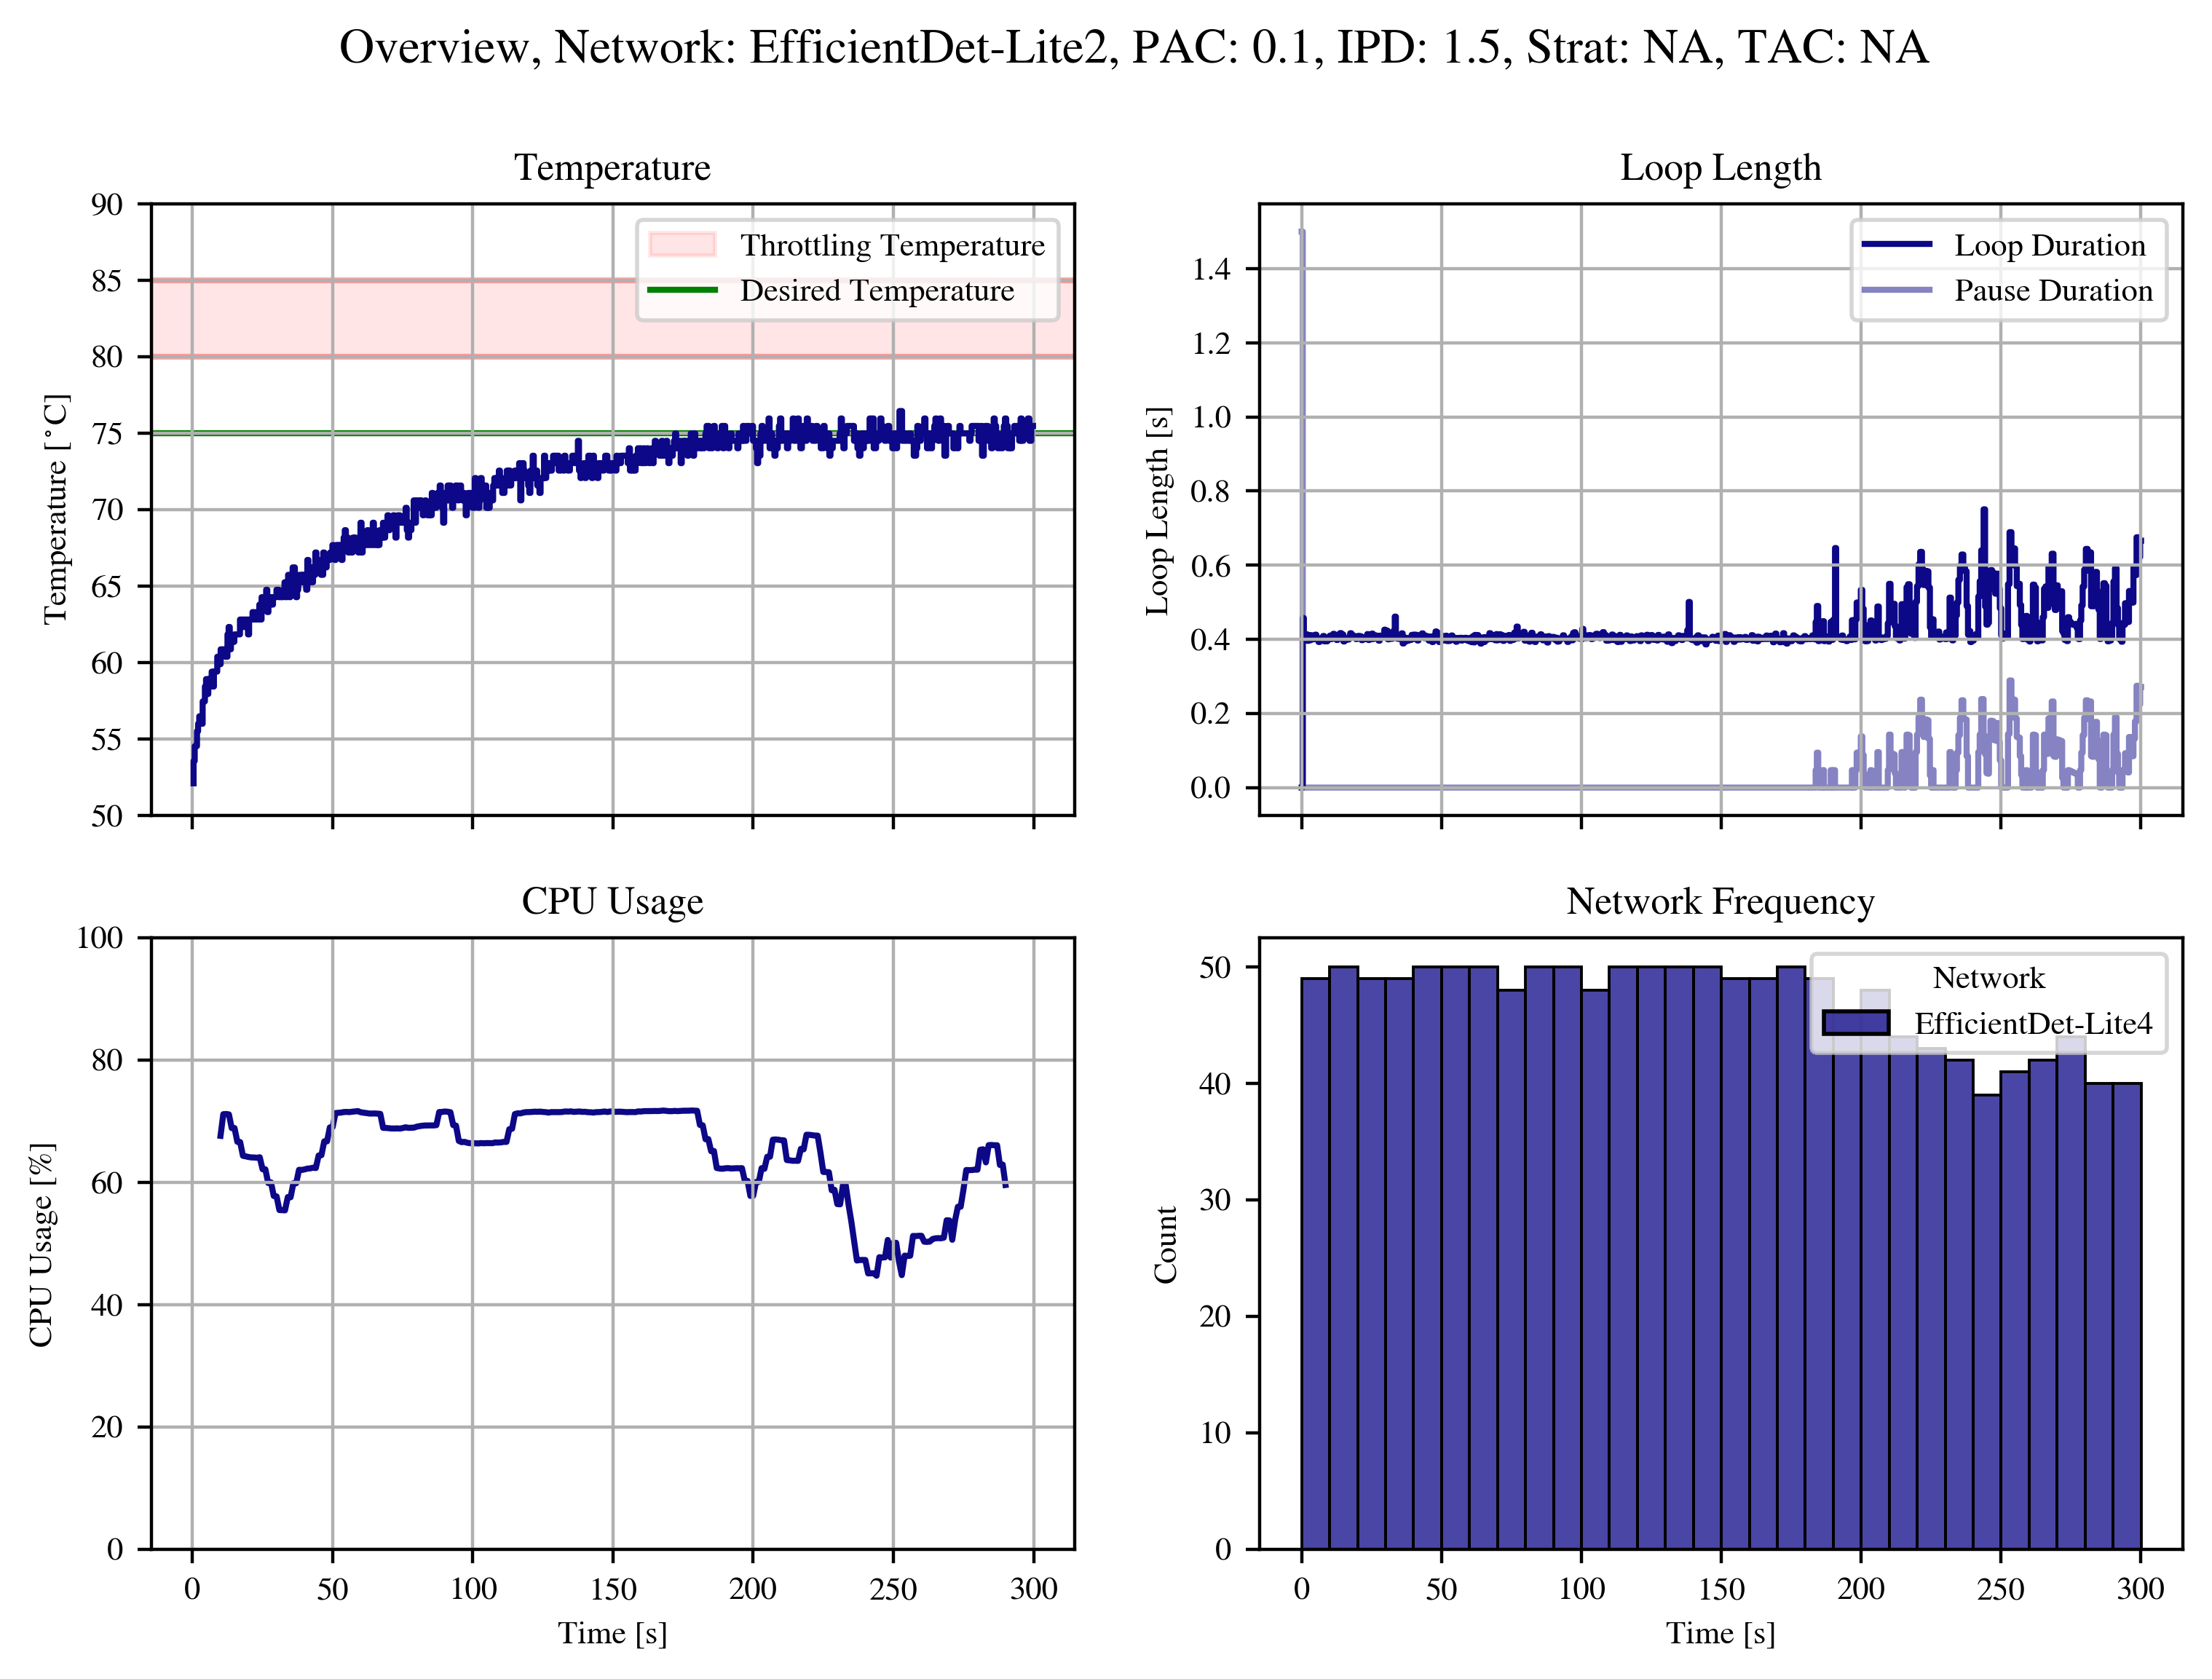 Overview, Network: EfficientDet-Lite2, PAC: 0.1, IPD: 1.5, Strat: NA, TAC: NA
Temperature
90
85
80
75
70
65
60
55
50
Temperature [°C]
Throttling Temperature
Desired Temperature
Loop Length
1.4
1.2
1.0
0.8
0.6
0.4
0.2
0.0
Loop Length [s]
Loop Duration
Pause Duration
CPU Usage
100
80
60
40
20
0
CPU Usage [%]
0 50 100 150 200 250 300
Time [s]
Network Frequency
50
40
30
20
10
0
Count
Network
EfficientDet-Lite4
0 50 100 150 200 250 300
Time [s]